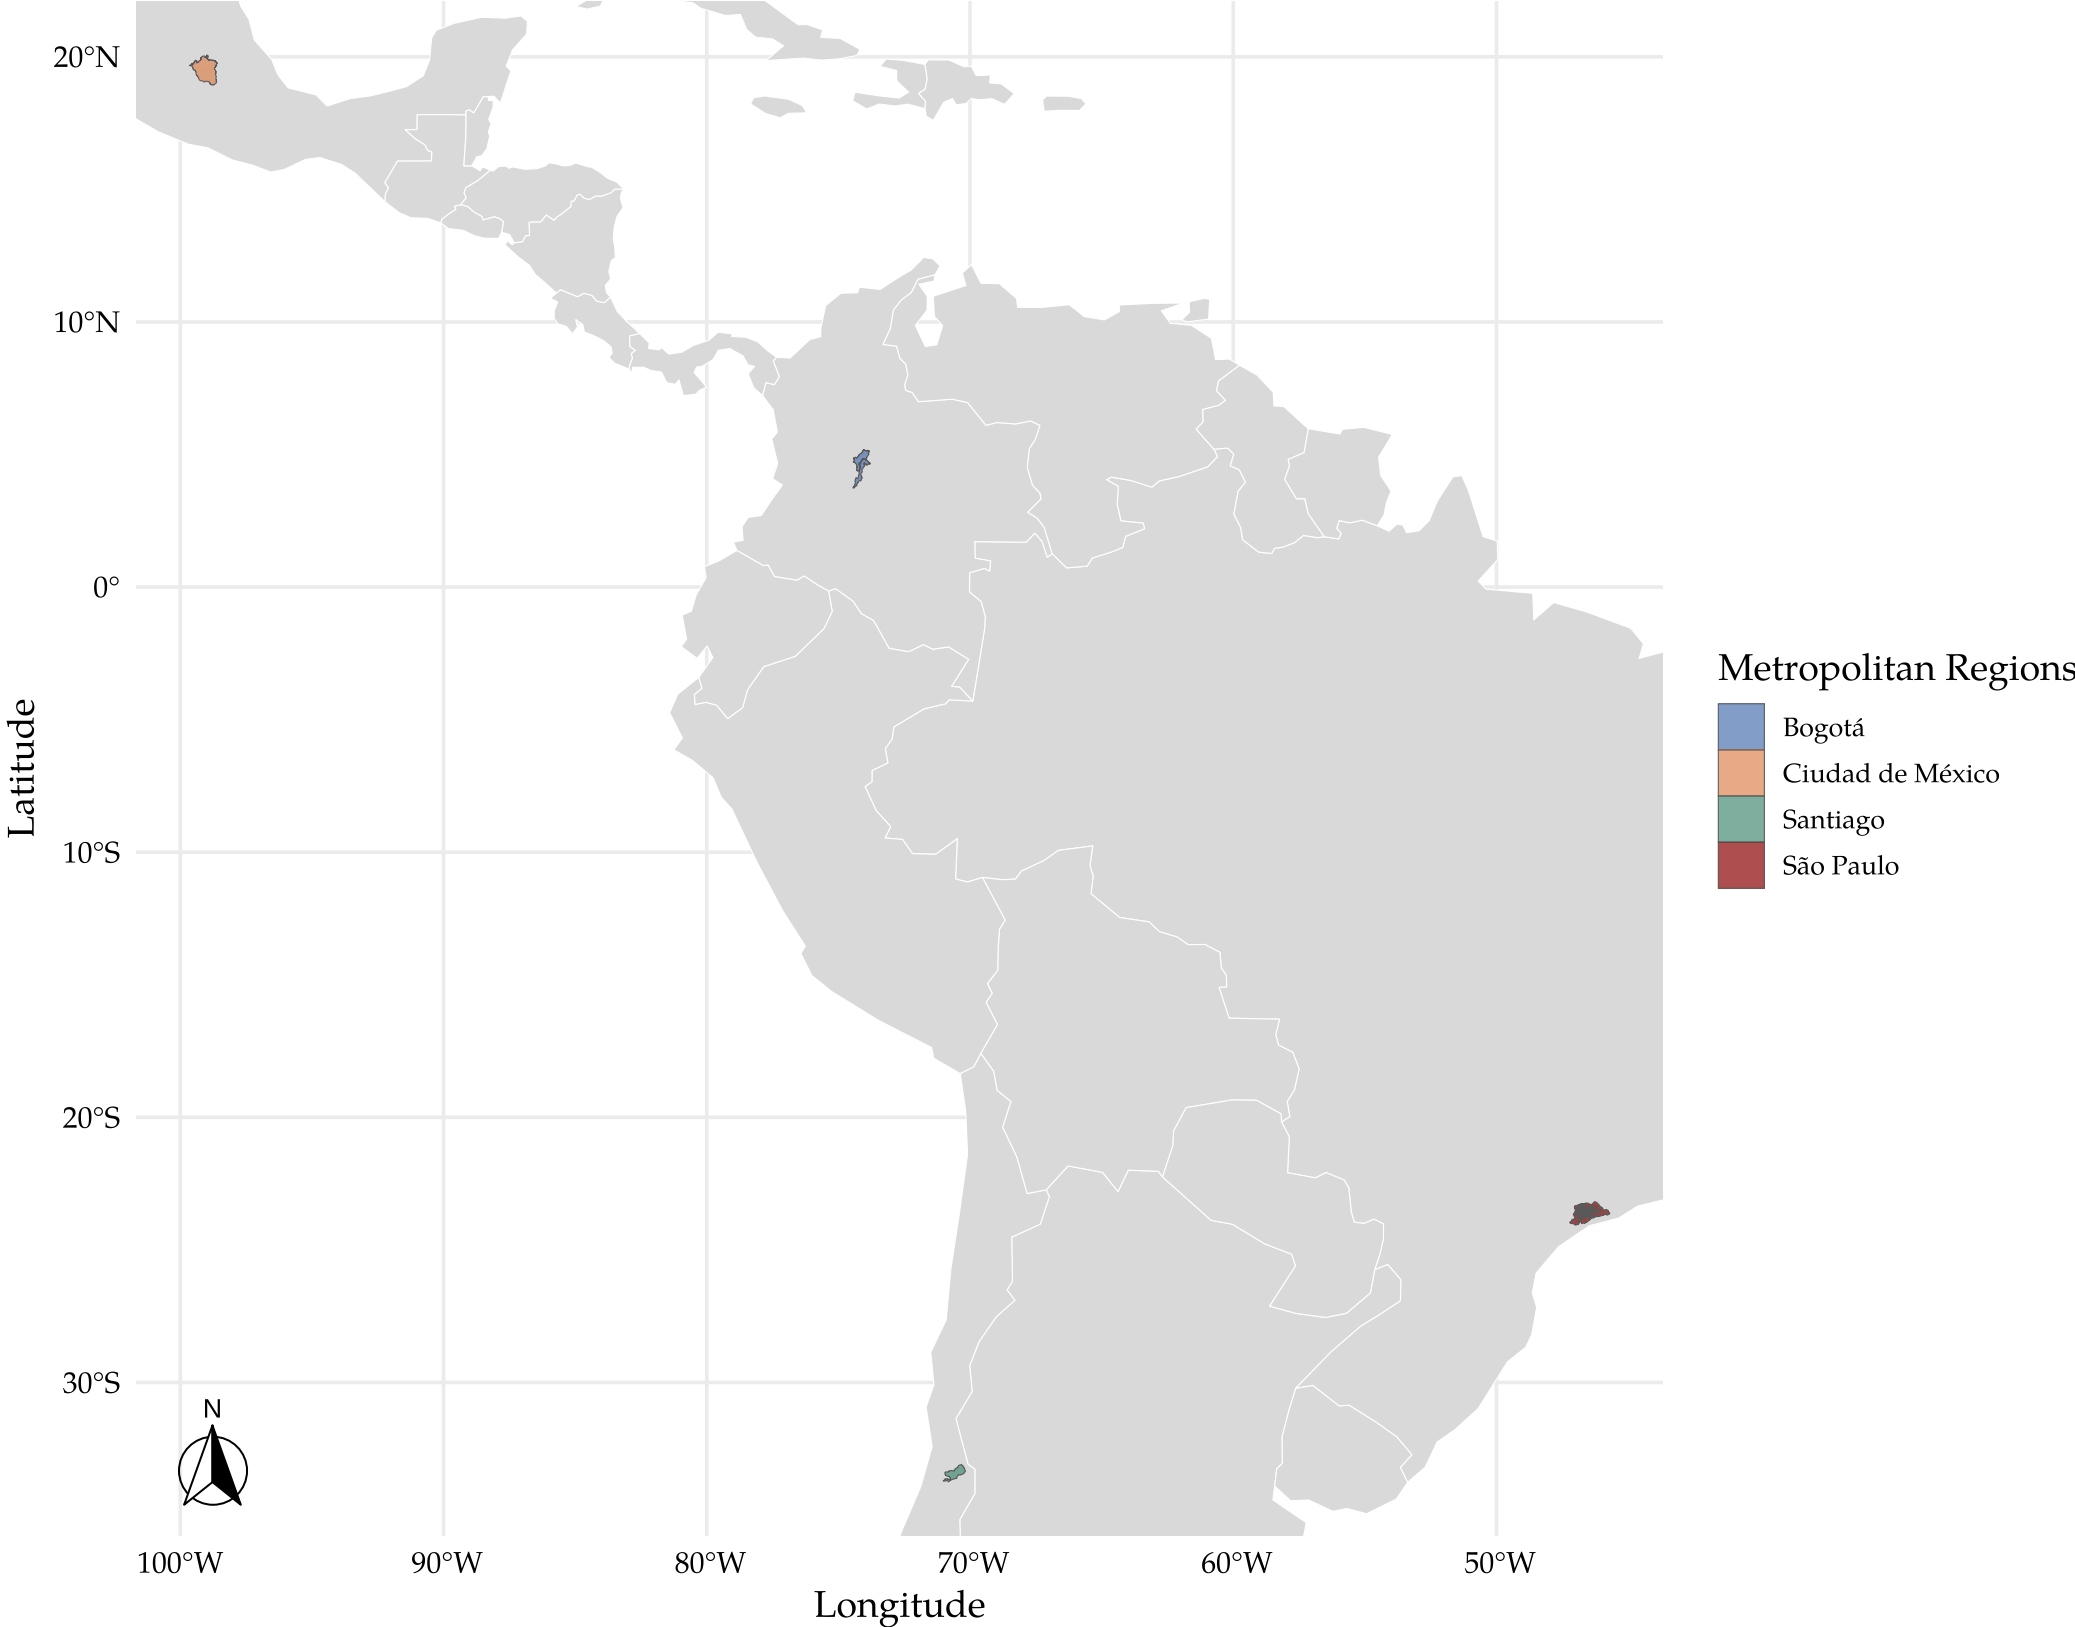 20°N
10°N
0°
10°S
20°S
30°S
Latitude
N
100°W
90°W
80°W
70°W
60°W
50°W
Longitude
Metropolitan Regions
Bogotá
Ciudad de México
Santiago
São Paulo